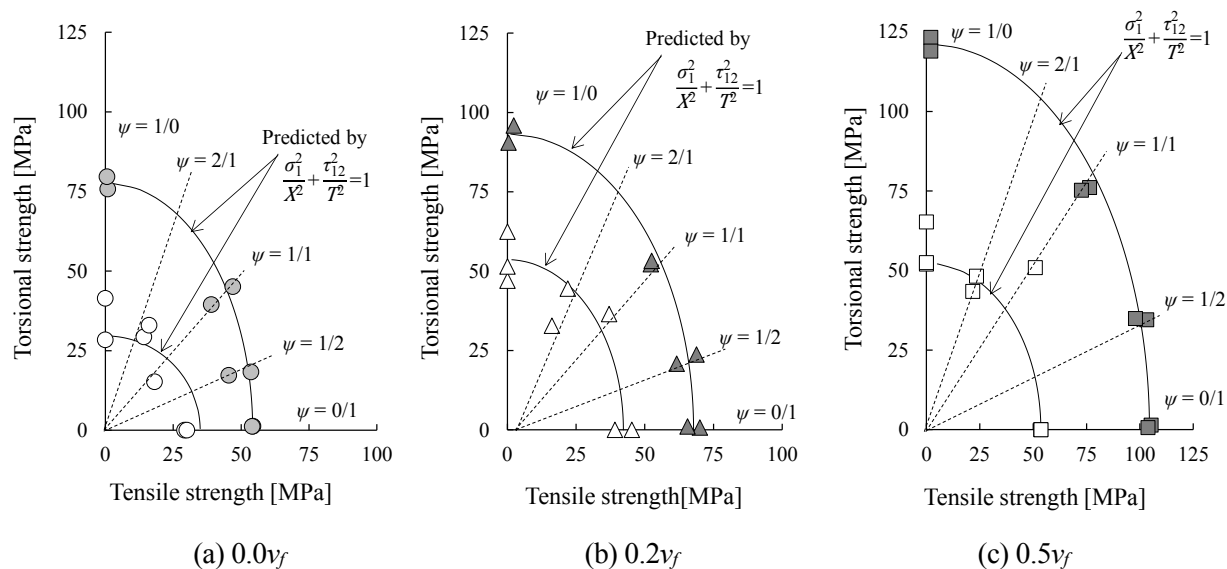 125
100
75
50
25
0
0
25
50
75
100
Torsional strength [MPa]
Tensile strength [MPa]
ψ = 1/0
ψ = 2/1
Predicted by
σ₁²/X² + τ₁₂²/T² =1
ψ = 1/1
ψ = 1/2
ψ = 0/1
(a) 0.0v_f
125
100
75
50
25
0
0
25
50
75
100
Torsional strength [MPa]
Tensile strength[MPa]
Predicted by
σ₁²/X² + τ₁₂²/T² =1
ψ = 1/0
ψ = 2/1
ψ = 1/1
ψ = 1/2
ψ = 0/1
(b) 0.2v_f
125
100
75
50
25
0
0
25
50
75
100
125
Torsional strength [MPa]
Tensile strength [MPa]
ψ = 1/0
σ₁²/X² + τ₁₂²/T² =1
ψ = 2/1
ψ = 1/1
ψ = 1/2
ψ = 0/1
(c) 0.5v_f